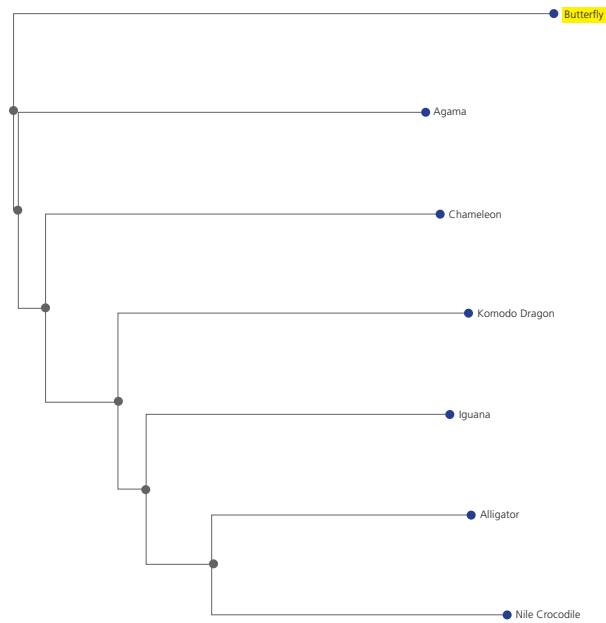 Butterfly
Agama
Chameleon
Komodo Dragon
Iguana
Alligator
Nile Crocodile